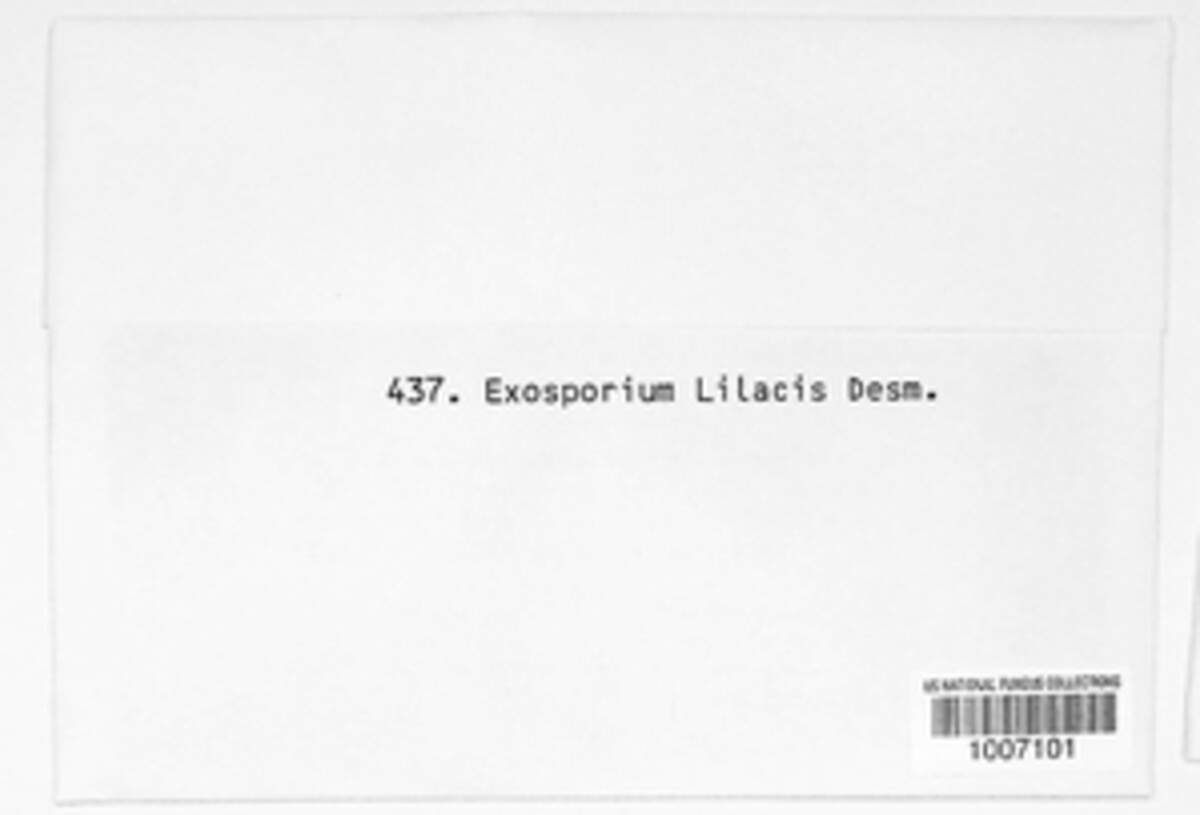 437. Exosporium Lilacis Desm.
US NATIONAL FUNGUS COLLECTIONS
1007101